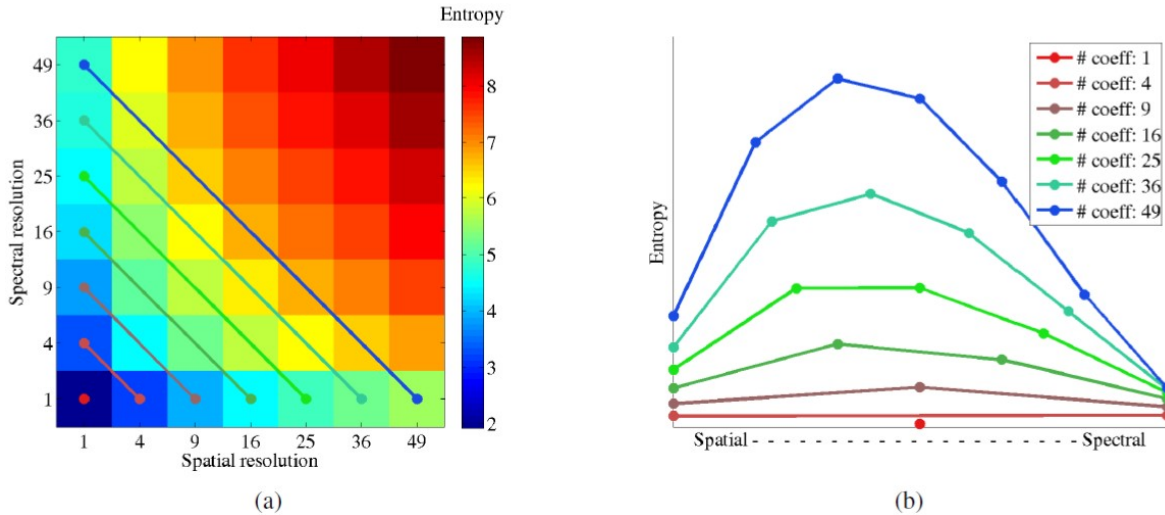 Entropy
49
36
25
16
9
4
1
Spectral resolution
1 4 9 16 25 36 49
Spatial resolution
8
7
6
5
4
3
2
(a)
Entropy
# coeff: 1
# coeff: 4
# coeff: 9
# coeff: 16
# coeff: 25
# coeff: 36
# coeff: 49
Spatial - - - - - - - - - - - - - - - - - - - - - - Spectral
(b)